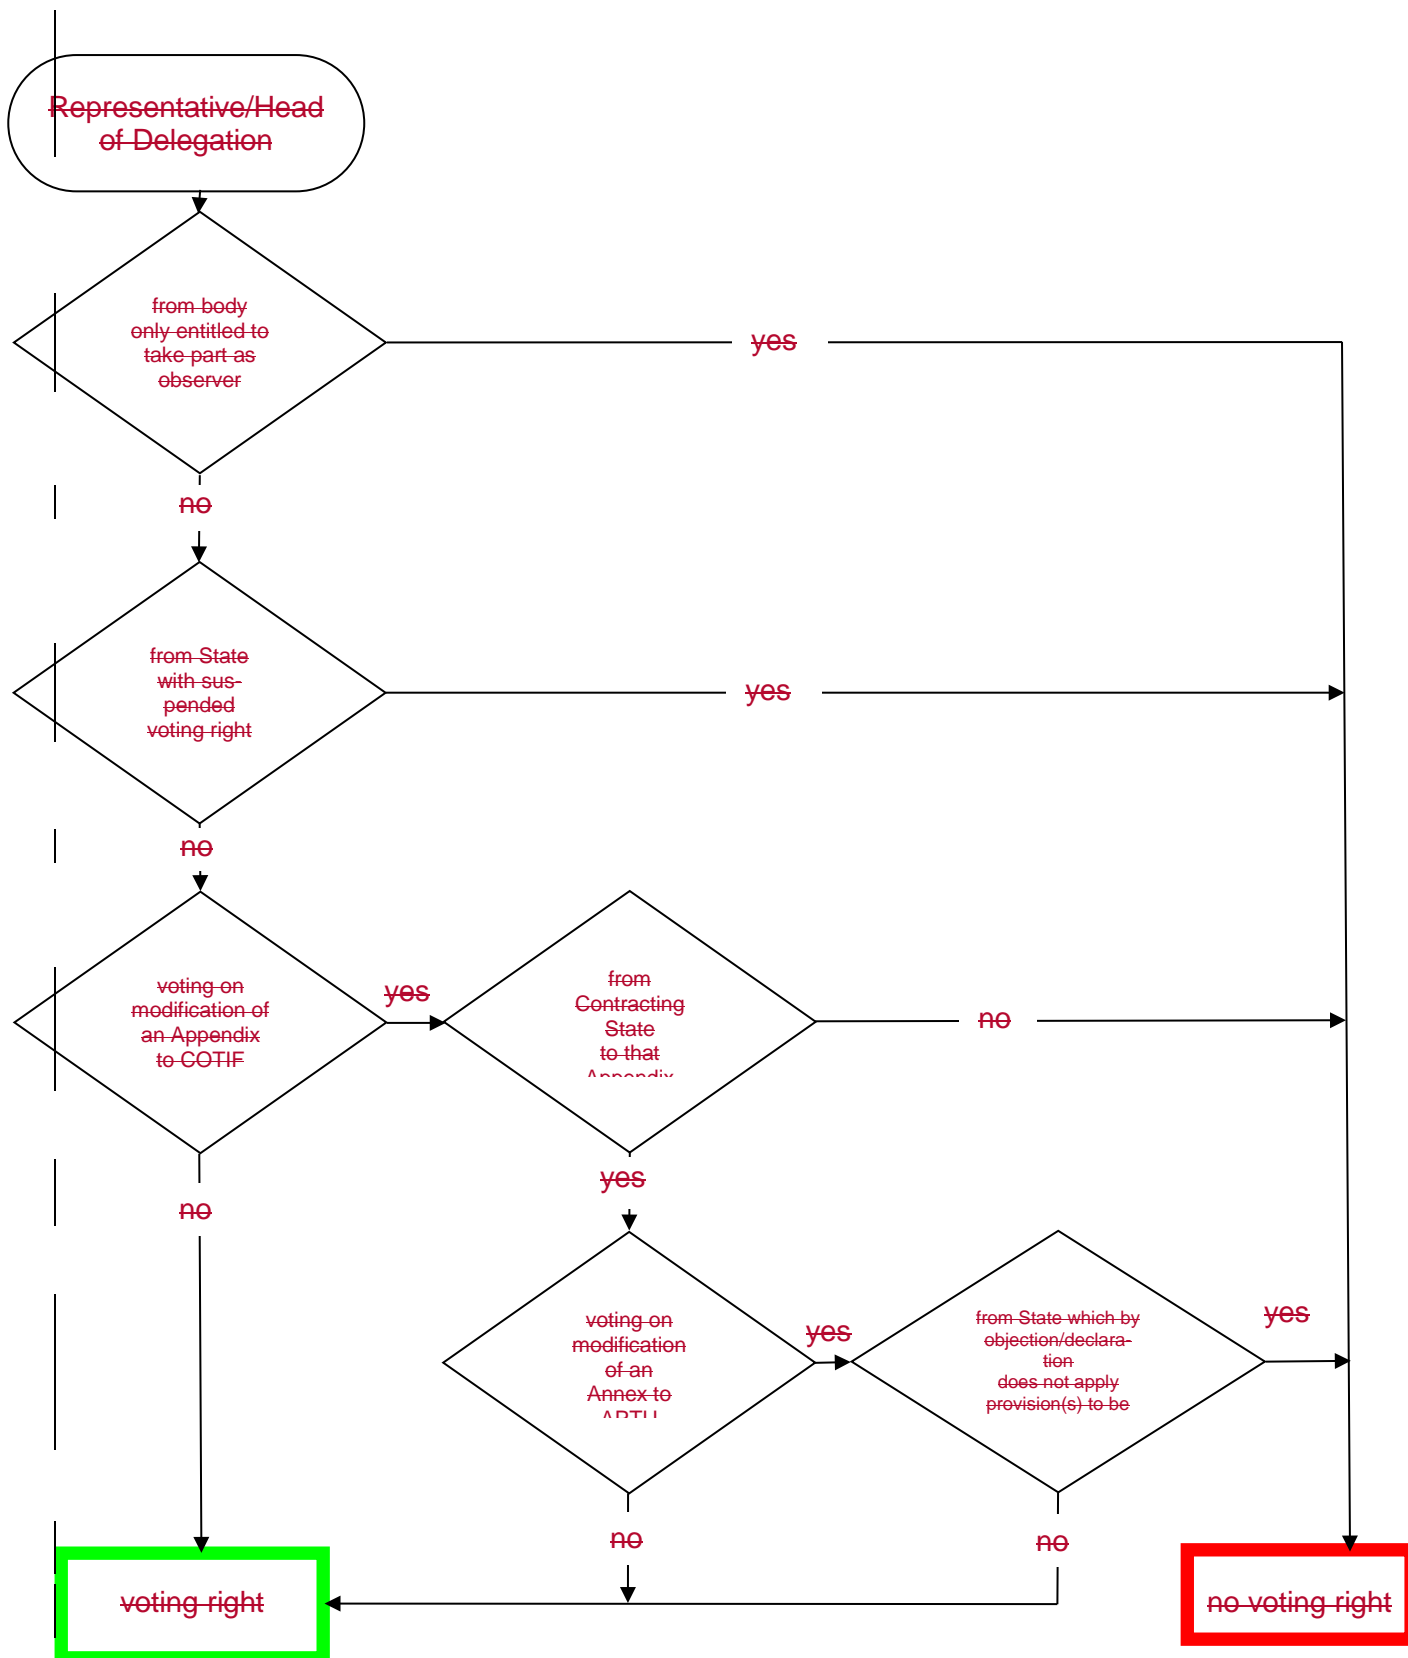 Representative/Head
of Delegation
from body
only entitled to
take part as
observer
yes
no
from State
with sus-
pended
voting right
yes
no
voting on
modification of
an Appendix
to COTIF
yes
from
Contracting
State
to that
Appendix
no
yes
no
voting on
modification
of an
Annex to
yes
from State which by
objection/declara-
tion
does not apply
provision(s) to be
yes
no
no
voting right
no voting right